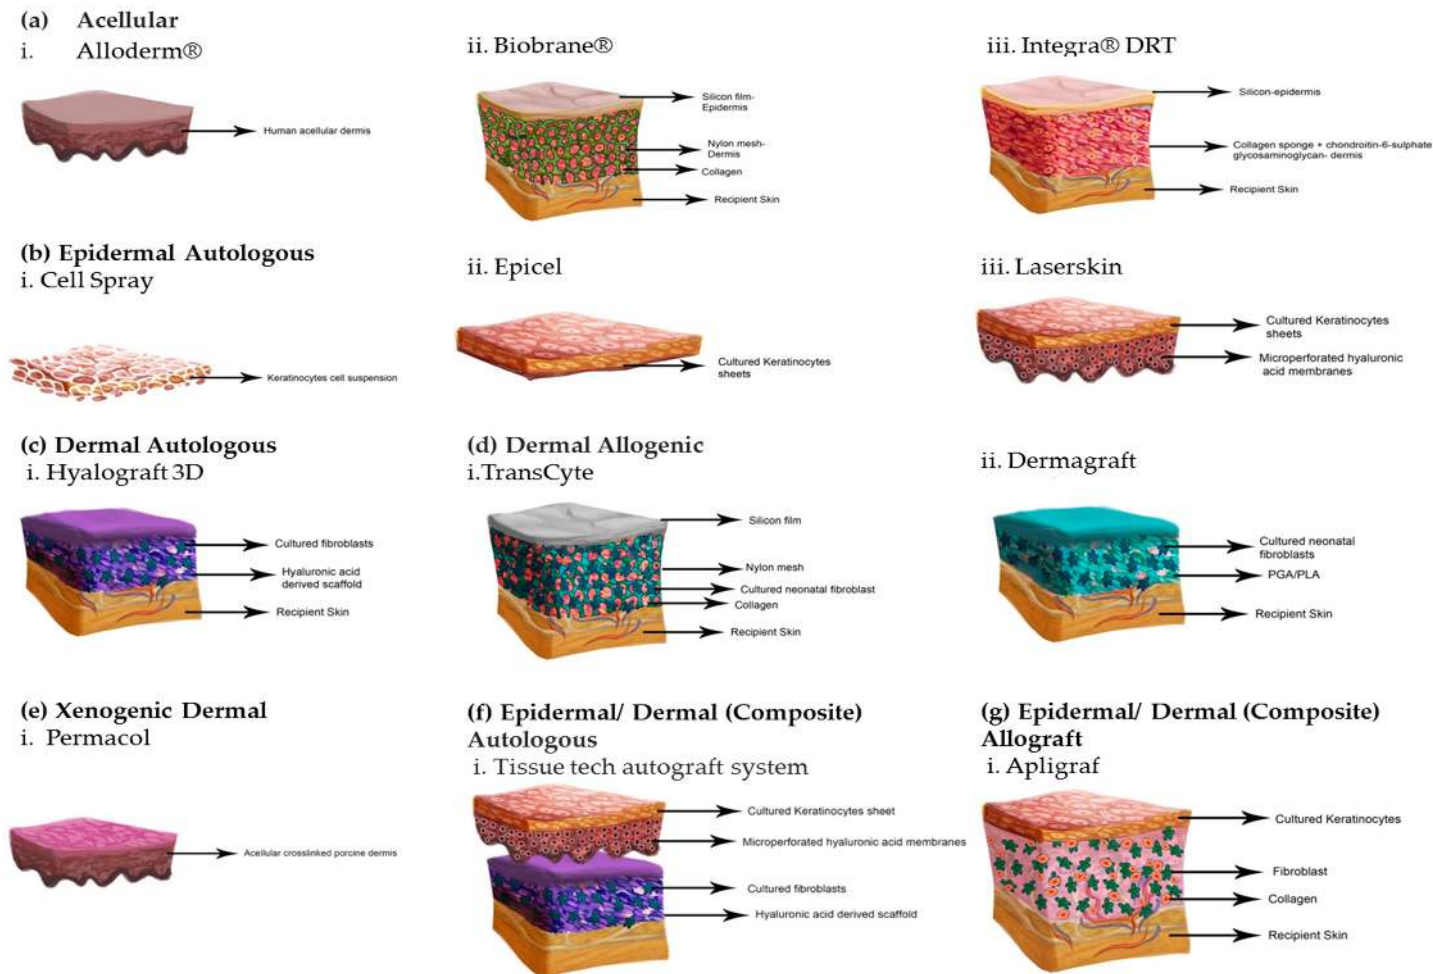 (a) Acellular
i. Alloderm®
Human acellular dermis
ii. Biobrane®
Silicon film-
Epidermis
Nylon mesh-
Dermis
Collagen
Recipient Skin
iii. Integra® DRT
Silicon-epidermis
Collagen sponge + chondroitin-6-sulphate
glycosaminoglycan- dermis
Recipient Skin
(b) Epidermal Autologous
i. Cell Spray
Keratinocytes cell suspension
ii. Epicel
Cultured Keratinocytes
sheets
iii. Laserskin
Cultured Keratinocytes
sheets
Microperforated hyaluronic
acid membranes
(c) Dermal Autologous
i. Hyalograft 3D
Cultured fibroblasts
Hyaluronic acid
derived scaffold
Recipient Skin
(d) Dermal Allogenic
i.TransCyte
Silicon film
Nylon mesh
Cultured neonatal fibroblast
Collagen
Recipient Skin
ii. Dermagraft
Cultured neonatal
fibroblasts
PGA/PLA
Recipient Skin
(e) Xenogenic Dermal
i. Permacol
Acellular crosslinked porcine dermis
(f) Epidermal/ Dermal (Composite)
Autologous
i. Tissue tech autograft system
Cultured Keratinocytes sheet
Microperforated hyaluronic acid membranes
Cultured fibroblasts
Hyaluronic acid derived scaffold
(g) Epidermal/ Dermal (Composite)
Allograft
i. Apligraf
Cultured Keratinocytes
Fibroblast
Collagen
Recipient Skin